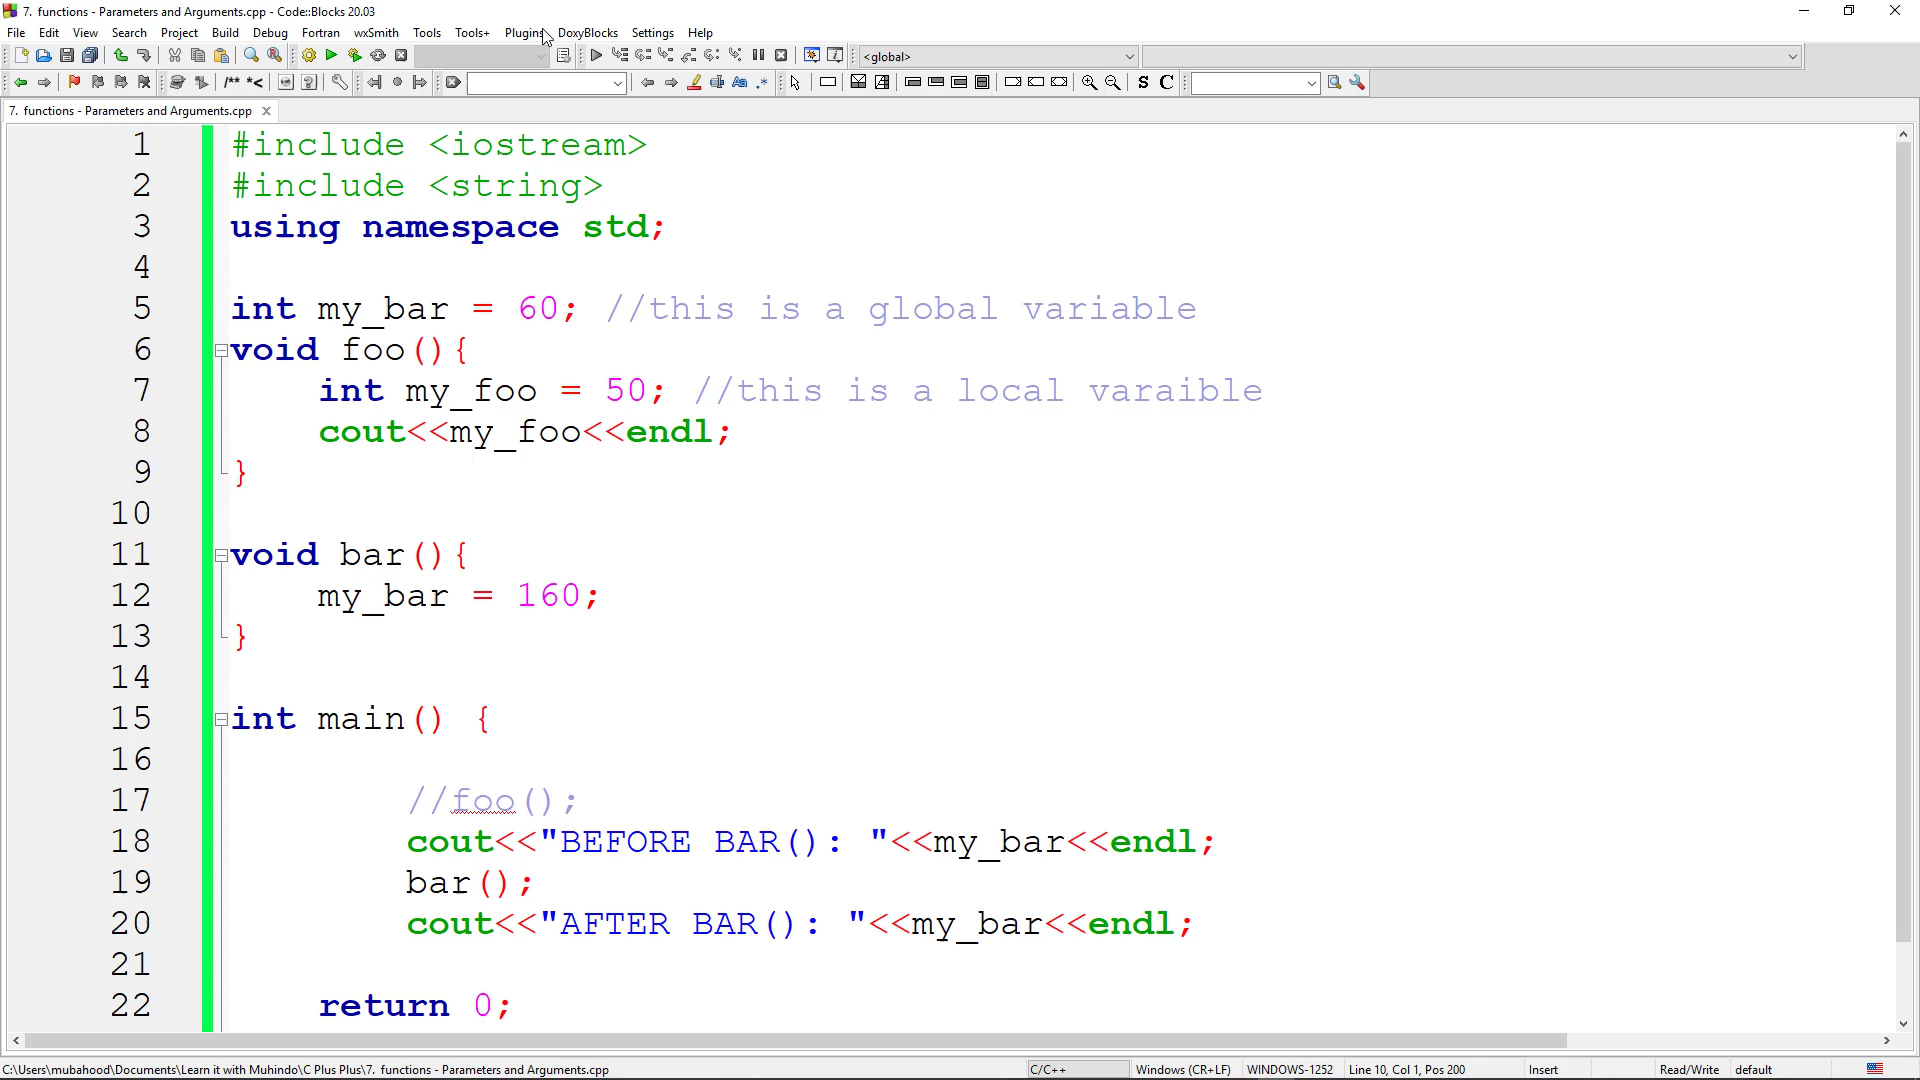 7. functions - Parameters and Arguments.cpp - Code::Blocks 20.03
File Edit View Search Project Build Debug Fortran wxSmith Tools Tools+ Plugins DoxyBlocks Settings Help
<global>
/** *<
Aa .*
S C
7. functions - Parameters and Arguments.cpp
1 #include <iostream>
2 #include <string>
3 using namespace std;
4
5 int my_bar = 60; //this is a global variable
6 void foo(){
7 int my_foo = 50; //this is a local varaible
8 cout<<my_foo<<endl;
9 }
10
11 void bar(){
12 my_bar = 160;
13 }
14
15 int main() {
16
17 //foo();
18 cout<<"BEFORE BAR(): "<<my_bar<<endl;
19 bar();
20 cout<<"AFTER BAR(): "<<my_bar<<endl;
21
22 return 0;
C:\Users\mubahood\Documents\Learn it with Muhindo\C Plus Plus\7. functions - Parameters and Arguments.cpp C/C++ Windows (CR+LF) WINDOWS-1252 Line 10, Col 1, Pos 200 Insert Read/Write default